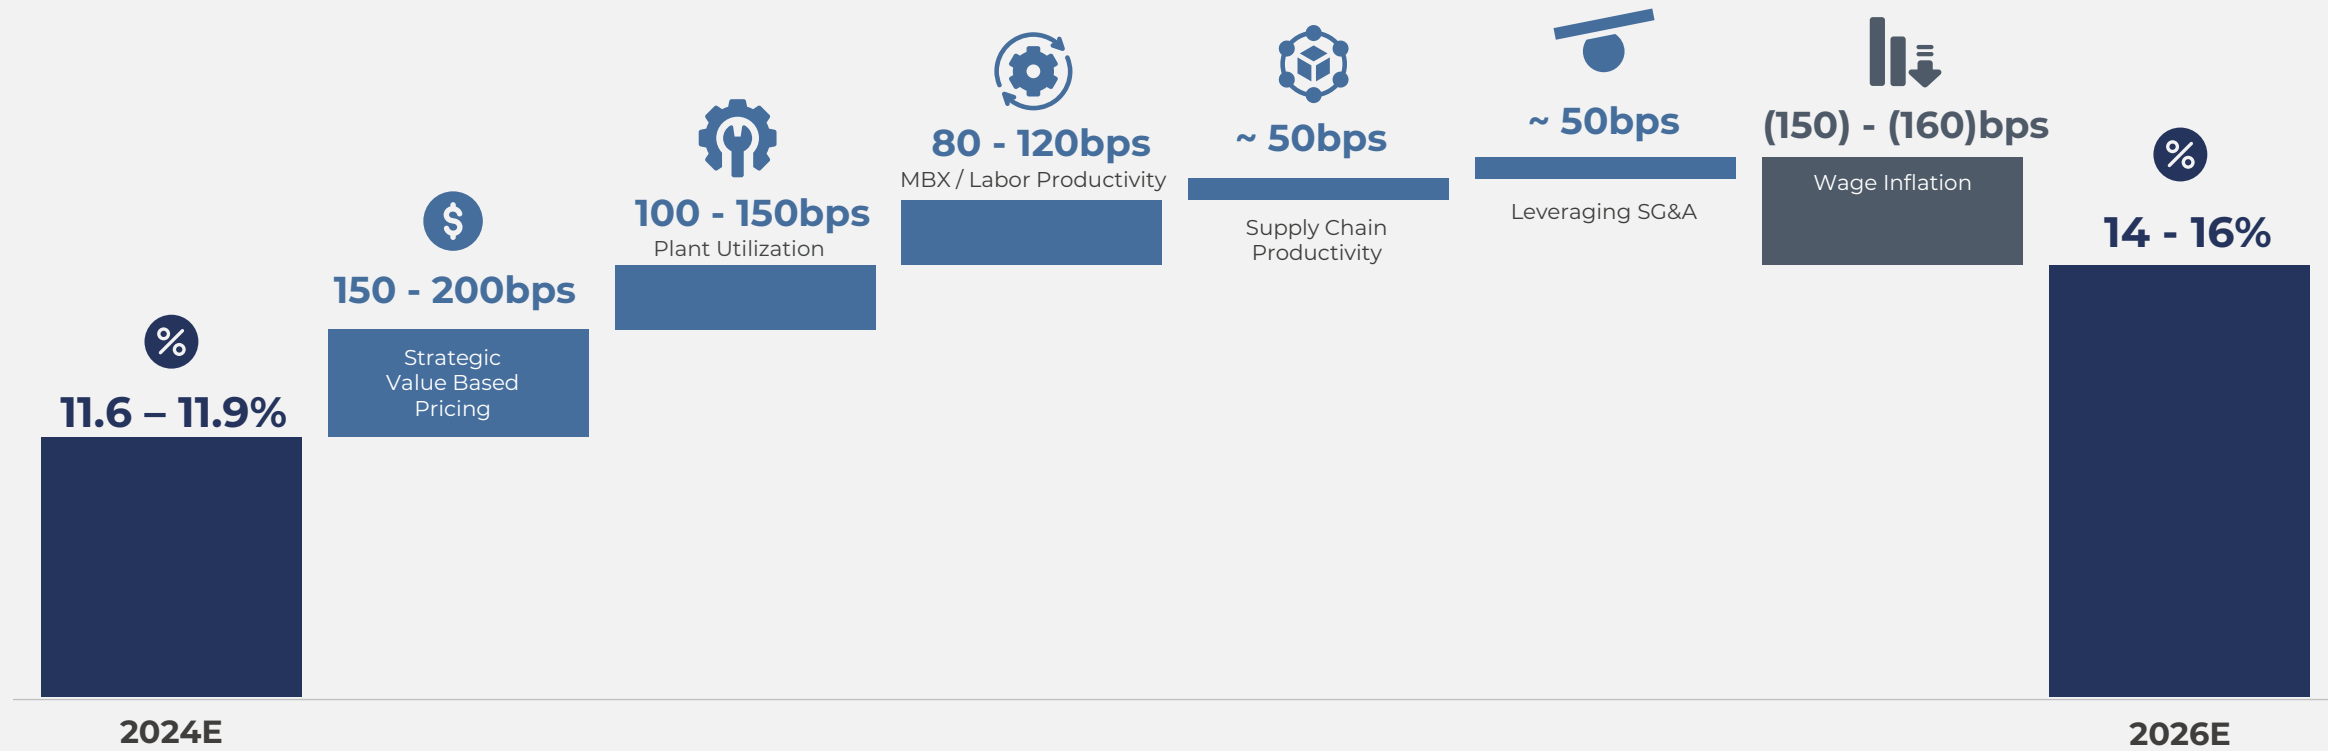 11.6 – 11.9%
2024E
150 - 200bps
Strategic
Value Based
Pricing
100 - 150bps
Plant Utilization
80 - 120bps
MBX / Labor Productivity
~ 50bps
Supply Chain
Productivity
~ 50bps
Leveraging SG&A
(150) - (160)bps
Wage Inflation
14 - 16%
2026E